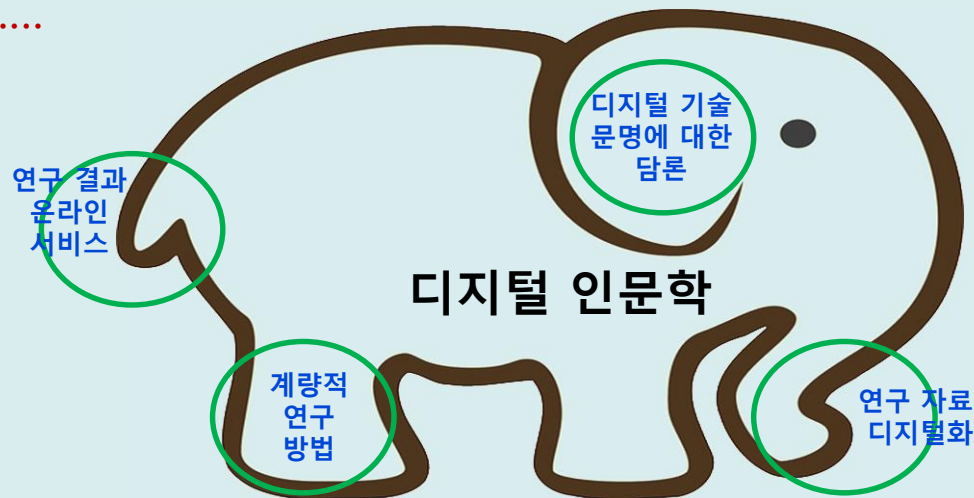 ....
디지털 기술
문명에 대한
담론
연구 결과
온라인
서비스
디지털 인문학
계량적
연구
방법
연구 자료
디지털화